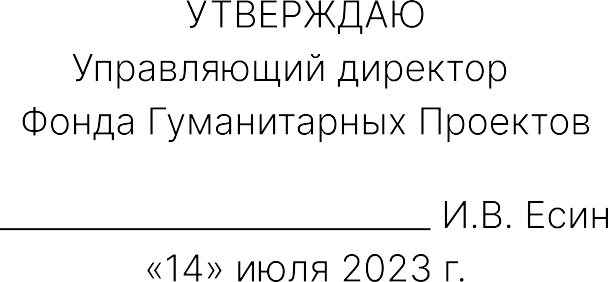 УТВЕРЖДАЮ
Управляющий директор
Фонда Гуманитарных Проектов
И.В. Есин
«14» июля 2023 г.